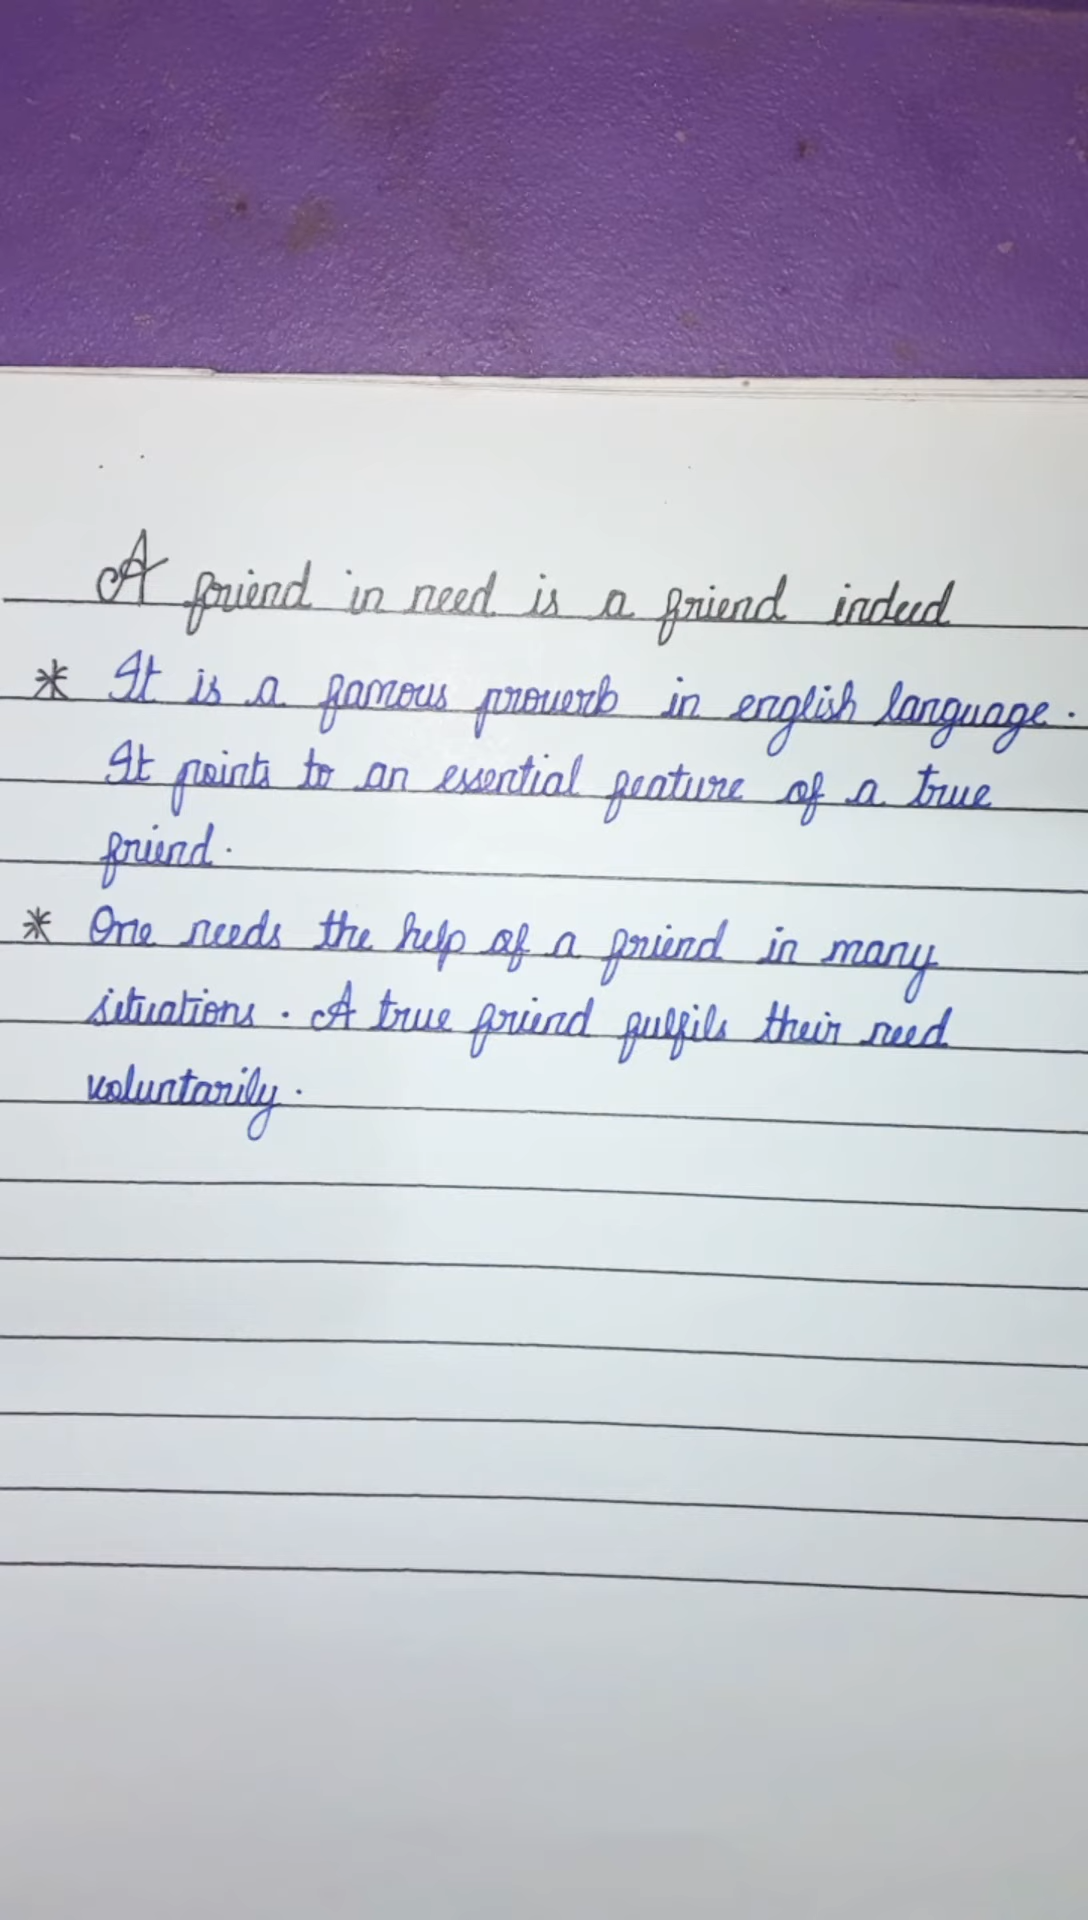 A friend in need is a friend indeed
* It is a famous proverb in english language.
It points to an essential feature of a true
friend.
* One needs the help of a friend in many
situations. A true friend fulfils their need
voluntarily.